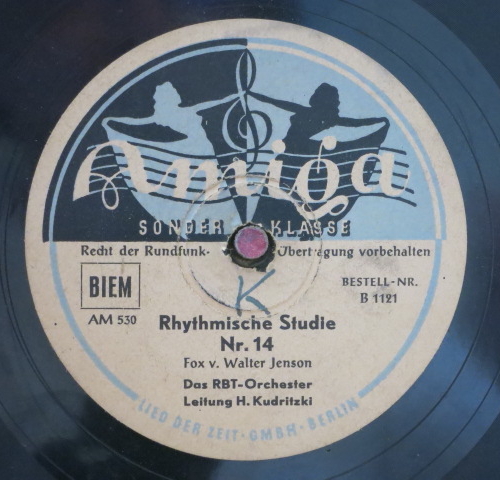 Amiga
SONDER KLASSE
Recht der Rundfunk- Übertragung vorbehalten
BIEM
BESTELL-NR.
B 1121
AM 530
K
Rhythmische Studie
Nr. 14
Fox v. Walter Jenson
Das RBT-Orchester
Leitung H. Kudritzki
LIED DER ZEIT · GMBH · BERLIN